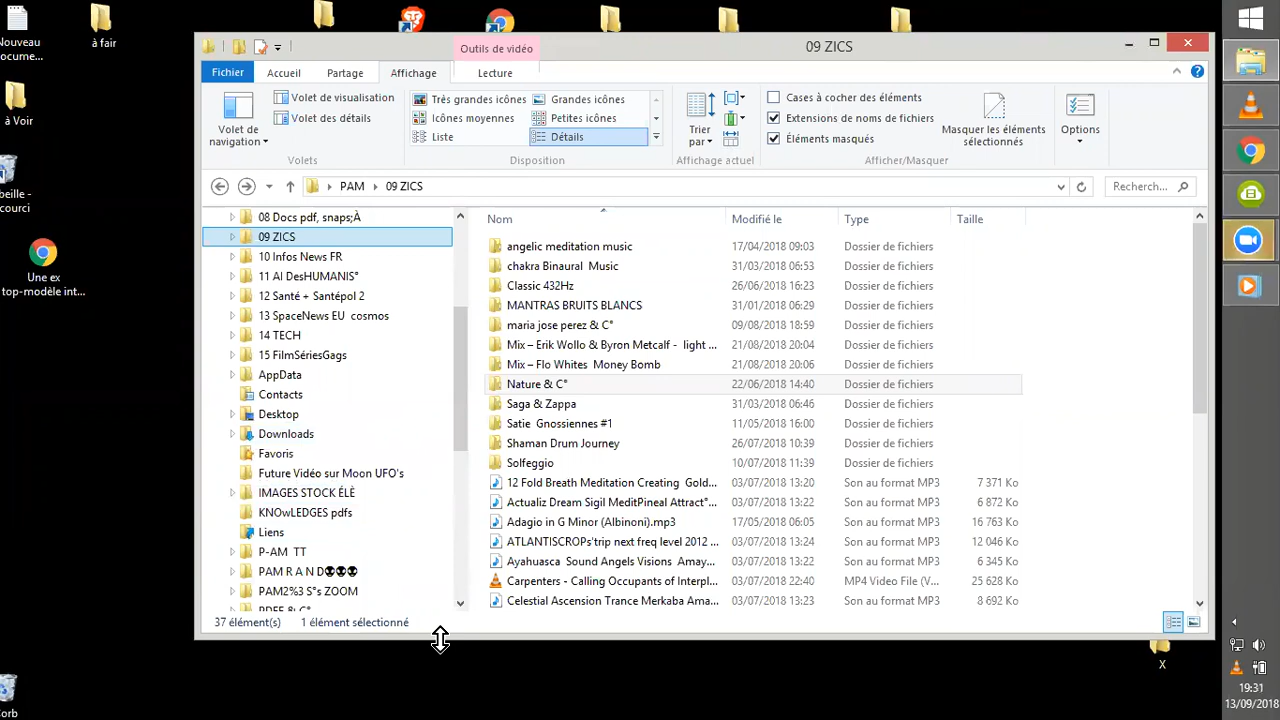 Nouveau
Docume...
à fair
à Voir
beille -
courci
Une ex
top-modèle int...
Corb
Outils de vidéo
09 ZICS
Fichier
Accueil
Partage
Affichage
Lecture
Volet de
navigation
Volet de visualisation
Volet des détails
Volets
Très grandes icônes
Grandes icônes
Icônes moyennes
Petites icônes
Liste
Détails
Disposition
Trier
par
Affichage actuel
Cases à cocher des éléments
Extensions de noms de fichiers
Éléments masqués
Masquer les éléments
sélectionnés
Afficher/Masquer
Options
PAM
09 ZICS
Recherch...
08 Docs pdf, snaps;À
09 ZICS
10 Infos News FR
11 AI DesHUMANIS°
12 Santé + Santépol 2
13 SpaceNews EU cosmos
14 TECH
15 FilmSériesGags
AppData
Contacts
Desktop
Downloads
Favoris
Future Vidéo sur Moon UFO's
IMAGES STOCK ÉLÈ
KNOwLEDGES pdfs
Liens
P-AM TT
PAM R A N D👽👽👽
PAM2%3 S°s ZOOM
PDFF & C°
Nom Modifié le Type Taille
angelic meditation music 17/04/2018 09:03 Dossier de fichiers
chakra Binaural Music 31/03/2018 06:53 Dossier de fichiers
Classic 432Hz 26/06/2018 16:23 Dossier de fichiers
MANTRAS BRUITS BLANCS 31/01/2018 06:29 Dossier de fichiers
maria jose perez & C° 09/08/2018 18:59 Dossier de fichiers
Mix – Erik Wollo & Byron Metcalf - light ... 21/08/2018 20:04 Dossier de fichiers
Mix – Flo Whites Money Bomb 21/08/2018 20:06 Dossier de fichiers
Nature & C° 22/06/2018 14:40 Dossier de fichiers
Saga & Zappa 31/03/2018 06:46 Dossier de fichiers
Satie Gnossiennes #1 11/05/2018 16:00 Dossier de fichiers
Shaman Drum Journey 26/07/2018 10:39 Dossier de fichiers
Solfeggio 10/07/2018 11:39 Dossier de fichiers
12 Fold Breath Meditation Creating Gold... 03/07/2018 13:20 Son au format MP3 7 371 Ko
Actualiz Dream Sigil MeditPineal Attract°... 03/07/2018 13:22 Son au format MP3 6 872 Ko
Adagio in G Minor (Albinoni).mp3 17/05/2018 06:05 Son au format MP3 16 763 Ko
ATLANTISCROPs'trip next freq level 2012 ... 03/07/2018 13:24 Son au format MP3 12 046 Ko
Ayahuasca Sound Angels Visions Amay... 03/07/2018 13:22 Son au format MP3 6 345 Ko
Carpenters - Calling Occupants of Interpl... 03/07/2018 22:40 MP4 Video File (V... 25 628 Ko
Celestial Ascension Trance Merkaba Ama... 03/07/2018 13:23 Son au format MP3 8 692 Ko
37 élément(s) 1 élément sélectionné
X
19:31
13/09/2018